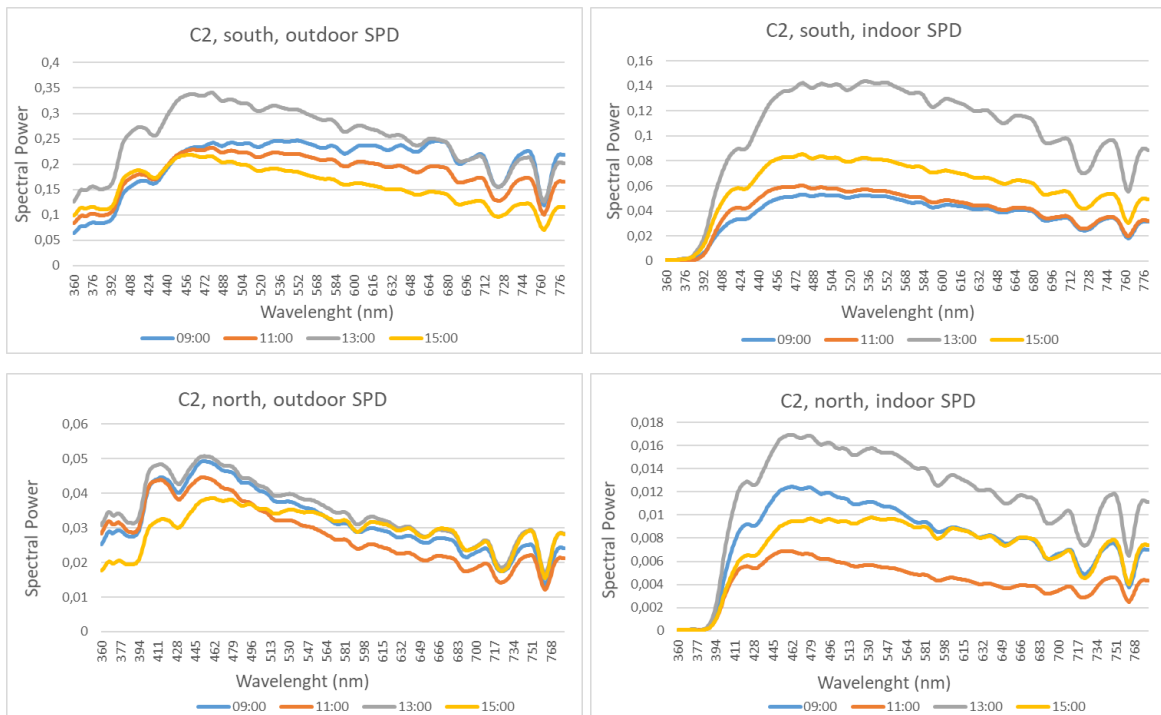 C2, south, outdoor SPD
0,4
0,35
0,3
0,25
0,2
0,15
0,1
0,05
0
Spectral Power
360 376 392 408 424 440 456 472 488 504 520 536 552 568 584 600 616 632 648 664 680 696 712 728 744 760 776
Wavelenght (nm)
09:00 11:00 13:00 15:00
C2, south, indoor SPD
0,16
0,14
0,12
0,1
0,08
0,06
0,04
0,02
0
Spectral Power
360 376 392 408 424 440 456 472 488 504 520 536 552 568 584 600 616 632 648 664 680 696 712 728 744 760 776
Wavelenght (nm)
09:00 11:00 13:00 15:00
C2, north, outdoor SPD
0,06
0,05
0,04
0,03
0,02
0,01
0
Spectral Power
360 377 394 411 428 445 462 479 496 513 530 547 564 581 598 615 632 649 666 683 700 717 734 751 768
Wavelenght (nm)
09:00 11:00 13:00 15:00
C2, north, indoor SPD
0,018
0,016
0,014
0,012
0,01
0,008
0,006
0,004
0,002
0
Spectral Power
360 377 394 411 428 445 462 479 496 513 530 547 564 581 598 615 632 649 666 683 700 717 734 751 768
Wavelenght (nm)
09:00 11:00 13:00 15:00